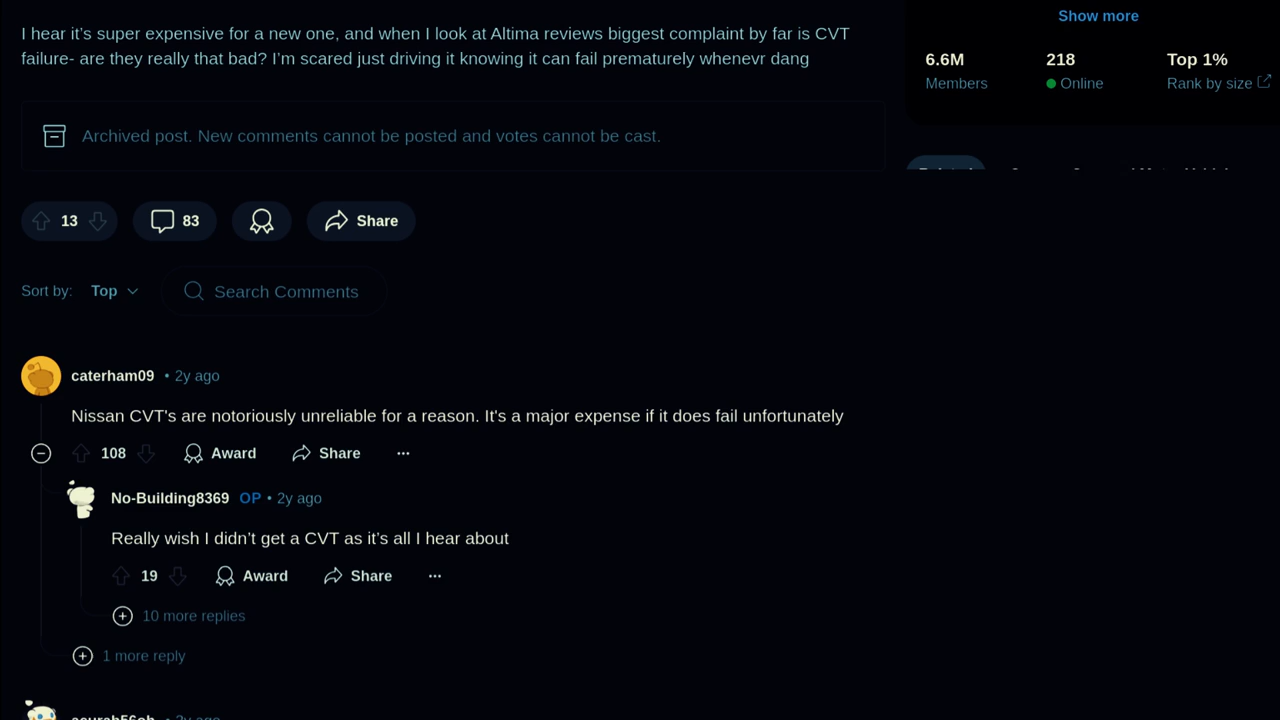 I hear it’s super expensive for a new one, and when I look at Altima reviews biggest complaint by far is CVT
failure- are they really that bad? I’m scared just driving it knowing it can fail prematurely whenevr dang
Archived post. New comments cannot be posted and votes cannot be cast.
13
83
Share
Sort by:
Top
Search Comments
caterham09 • 2y ago
Nissan CVT's are notoriously unreliable for a reason. It's a major expense if it does fail unfortunately
108
Award
Share
No-Building8369 OP • 2y ago
Really wish I didn’t get a CVT as it’s all I hear about
19
Award
Share
10 more replies
1 more reply
2y ago
Show more
6.6M
Members
218
Online
Top 1%
Rank by size